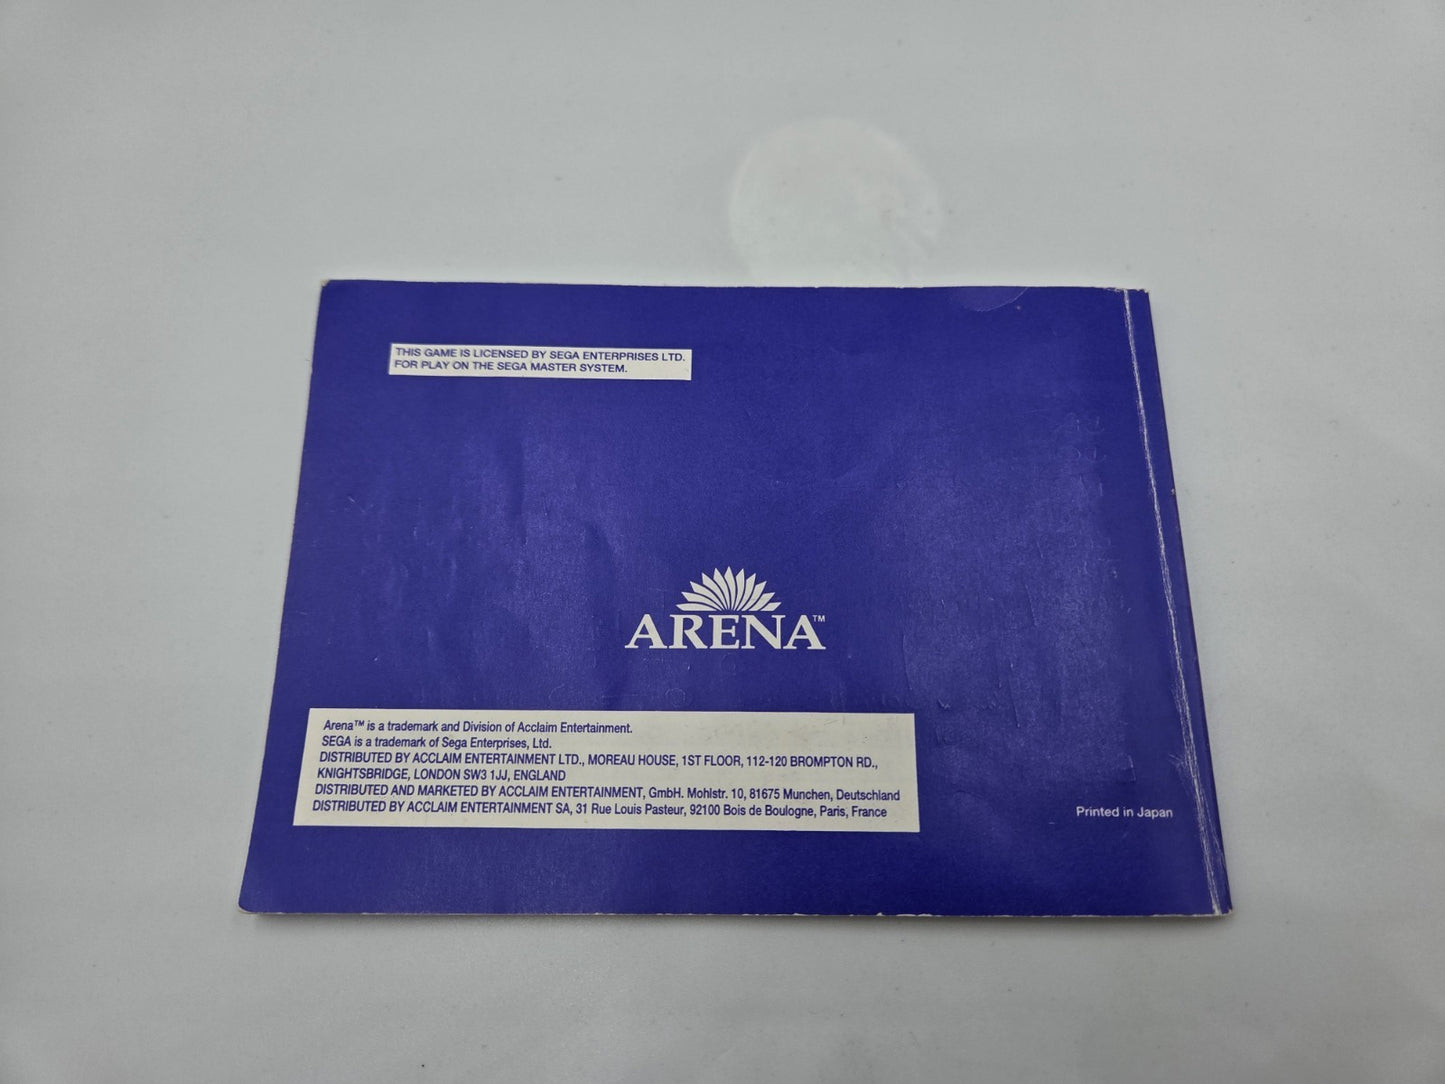 THIS GAME IS LICENSED BY SEGA ENTERPRISES LTD.
FOR PLAY ON THE SEGA MASTER SYSTEM.
ARENA™
Arena™ is a trademark and Division of Acclaim Entertainment.
SEGA is a trademark of Sega Enterprises, Ltd.
DISTRIBUTED BY ACCLAIM ENTERTAINMENT LTD., MOREAU HOUSE, 1ST FLOOR, 112-120 BROMPTON RD.,
KNIGHTSBRIDGE, LONDON SW3 1JJ, ENGLAND
DISTRIBUTED AND MARKETED BY ACCLAIM ENTERTAINMENT, GmbH. Mohlstr. 10, 81675 Munchen, Deutschland
DISTRIBUTED BY ACCLAIM ENTERTAINMENT SA, 31 Rue Louis Pasteur, 92100 Bois de Boulogne, Paris, France
Printed in Japan